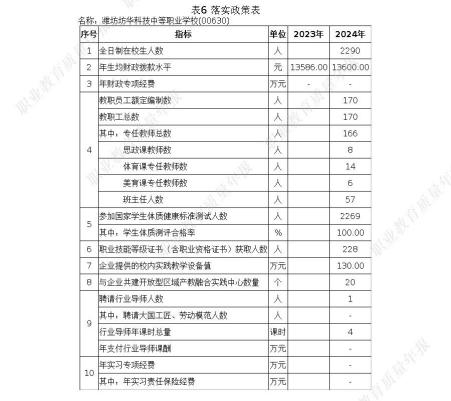 表6 落实政策表
名称：潍坊坊华科技中等职业学校(00630)
序号 指标 单位 2023年 2024年
1 全日制在校生人数 人 2290
2 年生均财政拨款水平 元 13586.00 13600.00
3 年财政专项经费 万元 - -
4 教职员工额定编制数 人 170
教职工总数 人 170
其中：专任教师总数 人 166
思政课教师数 人 8
体育课专任教师数 人 14
美育课专任教师数 人 6
班主任人数 人 57
5 参加国家学生体质健康标准测试人数 人 2269
其中：学生体质测评合格率 % 100.00
6 职业技能等级证书（含职业资格证书）获取人数 人 228
7 企业提供的校内实践教学设备值 万元 130.00
8 与企业共建开放型区域产教融合实践中心数量 个 20
9 聘请行业导师人数 人 1
其中：聘请大国工匠、劳动模范人数 人 -
行业导师年课时总量 课时 4
年支付行业导师课酬 万元 -
10 年实习专项经费 万元 -
其中：年实习责任保险经费 万元 -
职业教育质量年报